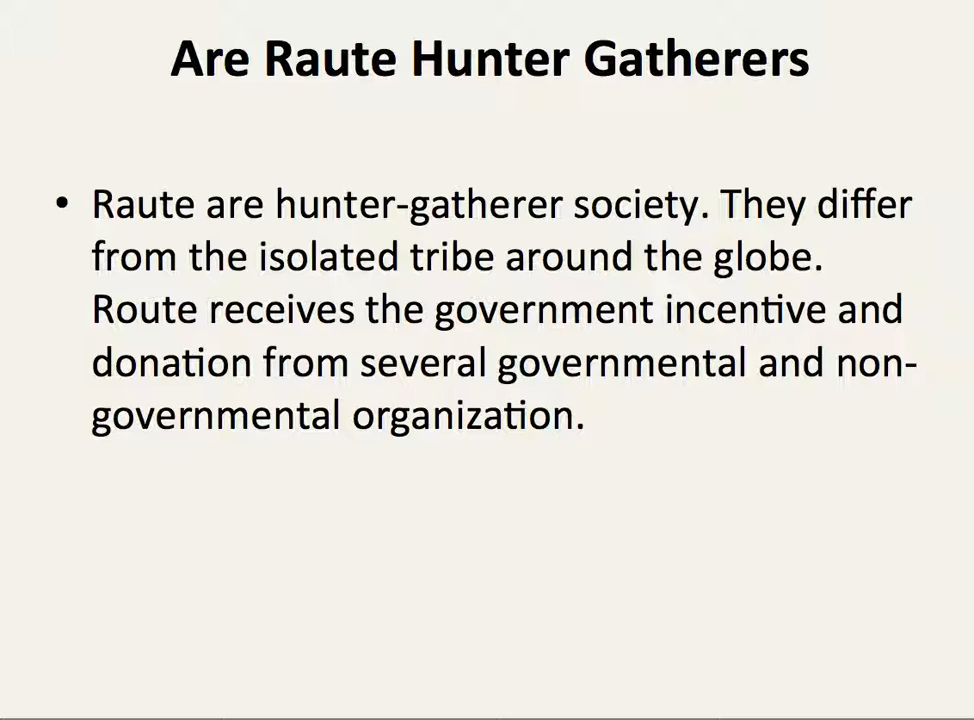 Are Raute Hunter Gatherers
• Raute are hunter-gatherer society. They differ
from the isolated tribe around the globe.
Route receives the government incentive and
donation from several governmental and non-
governmental organization.